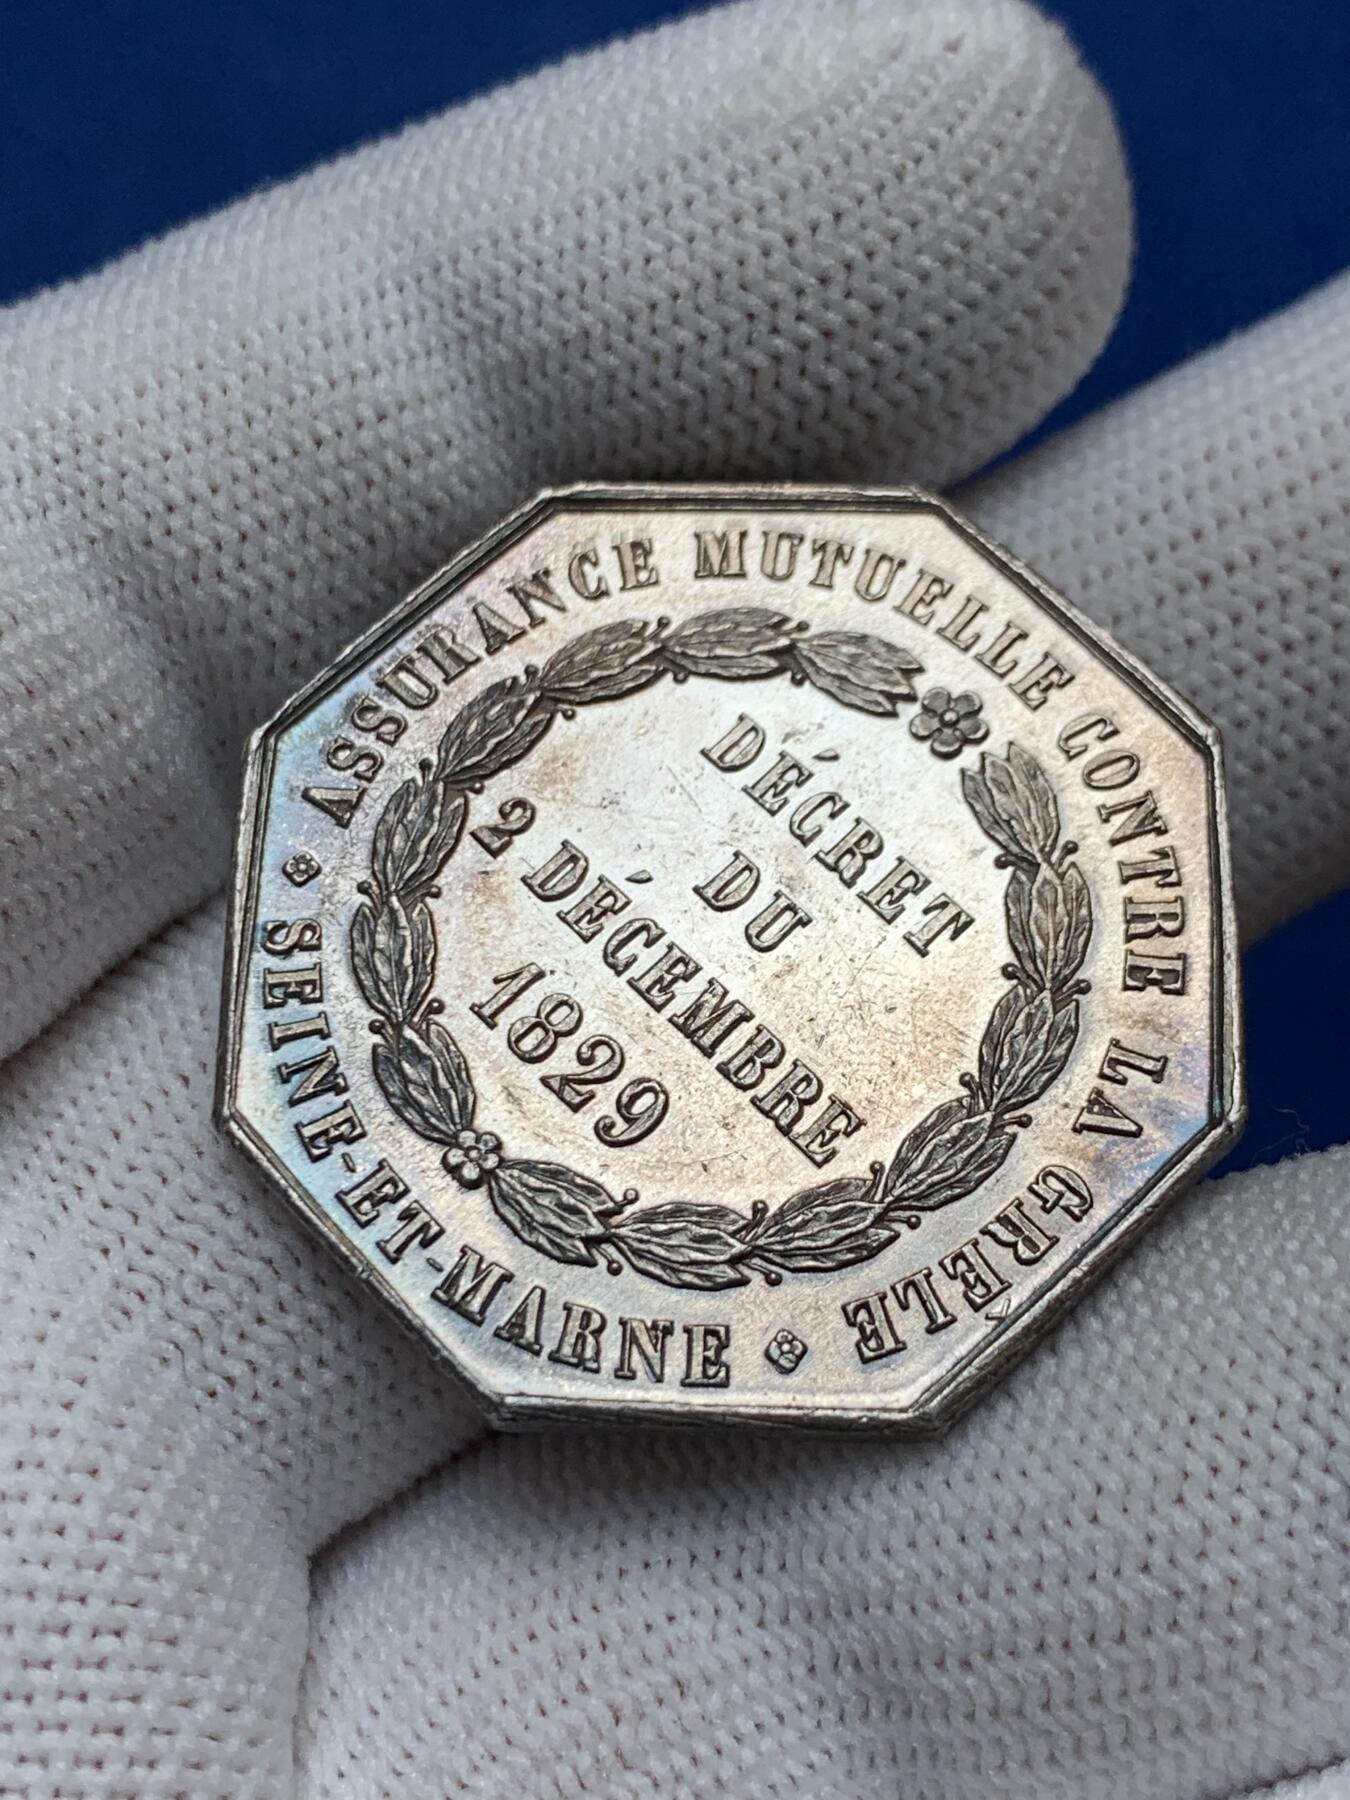 ASSURANCE MUTUELLE CONTRE LA GRÊLE
SEINE-ET-MARNE
DÉCRET
DU
2 DÉCEMBRE
1829